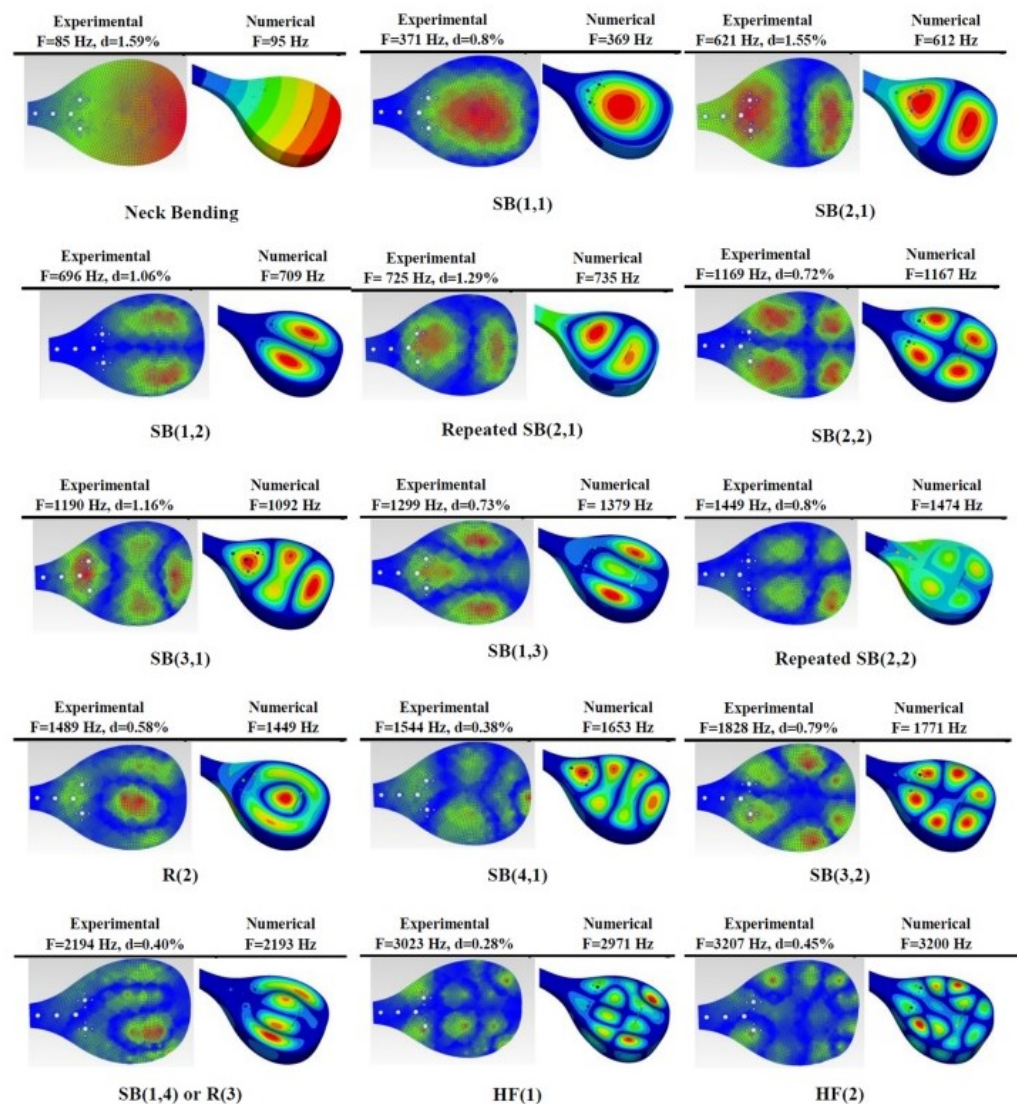 Experimental Numerical
F=85 Hz, d=1.59% F=95 Hz
Neck Bending
Experimental Numerical
F=371 Hz, d=0.8% F=369 Hz
SB(1,1)
Experimental Numerical
F=621 Hz, d=1.55% F=612 Hz
SB(2,1)
Experimental Numerical
F=696 Hz, d=1.06% F=709 Hz
SB(1,2)
Experimental Numerical
F= 725 Hz, d=1.29% F=735 Hz
Repeated SB(2,1)
Experimental Numerical
F=1169 Hz, d=0.72% F=1167 Hz
SB(2,2)
Experimental Numerical
F=1190 Hz, d=1.16% F=1092 Hz
SB(3,1)
Experimental Numerical
F=1299 Hz, d=0.73% F= 1379 Hz
SB(1,3)
Experimental Numerical
F=1449 Hz, d=0.8% F=1474 Hz
Repeated SB(2,2)
Experimental Numerical
F=1489 Hz, d=0.58% F=1449 Hz
R(2)
Experimental Numerical
F=1544 Hz, d=0.38% F=1653 Hz
SB(4,1)
Experimental Numerical
F=1828 Hz, d=0.79% F= 1771 Hz
SB(3,2)
Experimental Numerical
F=2194 Hz, d=0.40% F=2193 Hz
SB(1,4) or R(3)
Experimental Numerical
F=3023 Hz, d=0.28% F=2971 Hz
HF(1)
Experimental Numerical
F=3207 Hz, d=0.45% F=3200 Hz
HF(2)